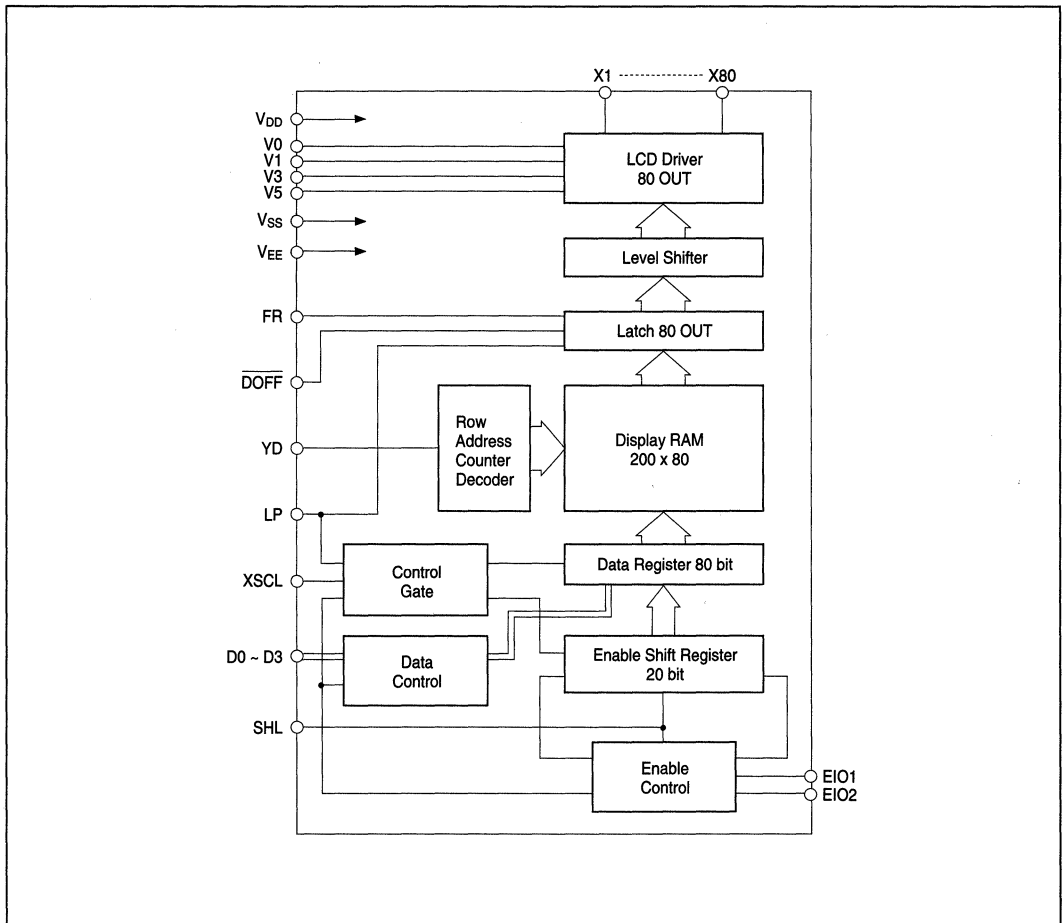 X1 ---------- X80
VDD
V0
V1
V3
V5
VSS
VEE
LCD Driver
80 OUT
Level Shifter
FR
Latch 80 OUT
DOFF
YD
Row
Address
Counter
Decoder
Display RAM
200 x 80
LP
XSCL
Control
Gate
Data Register 80 bit
D0 ~ D3
Data
Control
Enable Shift Register
20 bit
SHL
Enable
Control
EIO1
EIO2